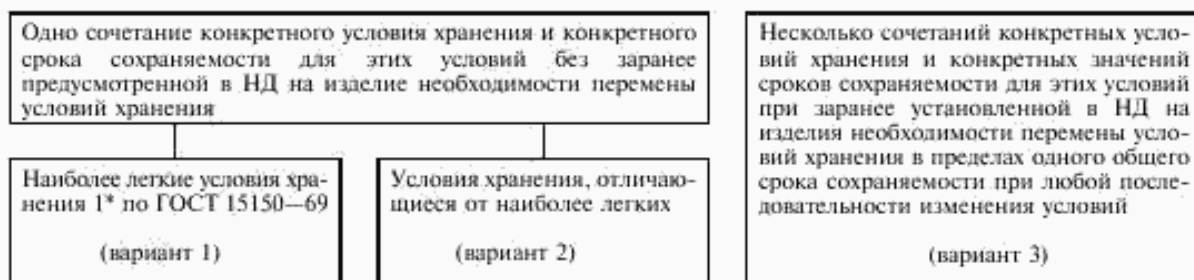 Одно сочетание конкретного условия хранения и конкретного
срока сохраняемости для этих условий без заранее
предусмотренной в НД на изделие необходимости перемены
условий хранения
Наиболее легкие условия хра-
нения 1* по ГОСТ 15150—69
(вариант 1)
Условия хранения, отличаю-
щиеся от наиболее легких
(вариант 2)
Несколько сочетаний конкретных усло-
вий хранения и конкретных значений
сроков сохраняемости для этих условий
при заранее установленной в НД на
изделия необходимости перемены усло-
вий хранения в пределах одного общего
срока сохраняемости при любой после-
довательности изменения условий
(вариант 3)